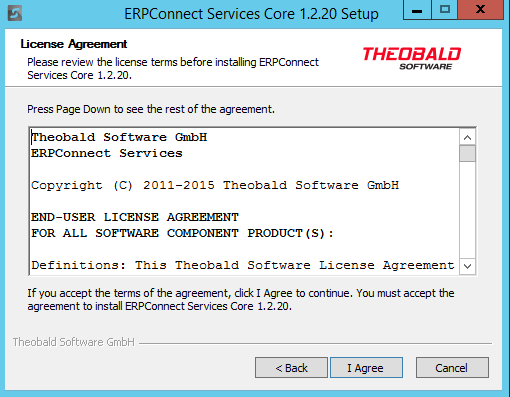 ERPConnect Services Core 1.2.20 Setup
License Agreement
Please review the license terms before installing ERPConnect
Services Core 1.2.20.
THEOBALD
SOFTWARE
Press Page Down to see the rest of the agreement.
Theobald Software GmbH
ERPConnect Services
Copyright (C) 2011-2015 Theobald Software GmbH
END-USER LICENSE AGREEMENT
FOR ALL SOFTWARE COMPONENT PRODUCT(S):
Definitions: This Theobald Software License Agreement
If you accept the terms of the agreement, click I Agree to continue. You must accept the
agreement to install ERPConnect Services Core 1.2.20.
Theobald Software GmbH
< Back
I Agree
Cancel